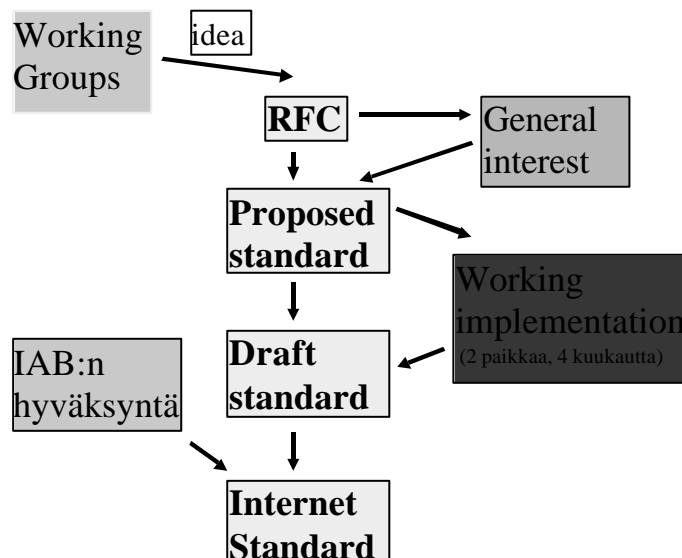 Working
Groups
idea
RFC
General
interest
Proposed
standard
Working
implementation
(2 paikkaa, 4 kuukautta)
IAB:n
hyväksyntä
Draft
standard
Internet
Standard